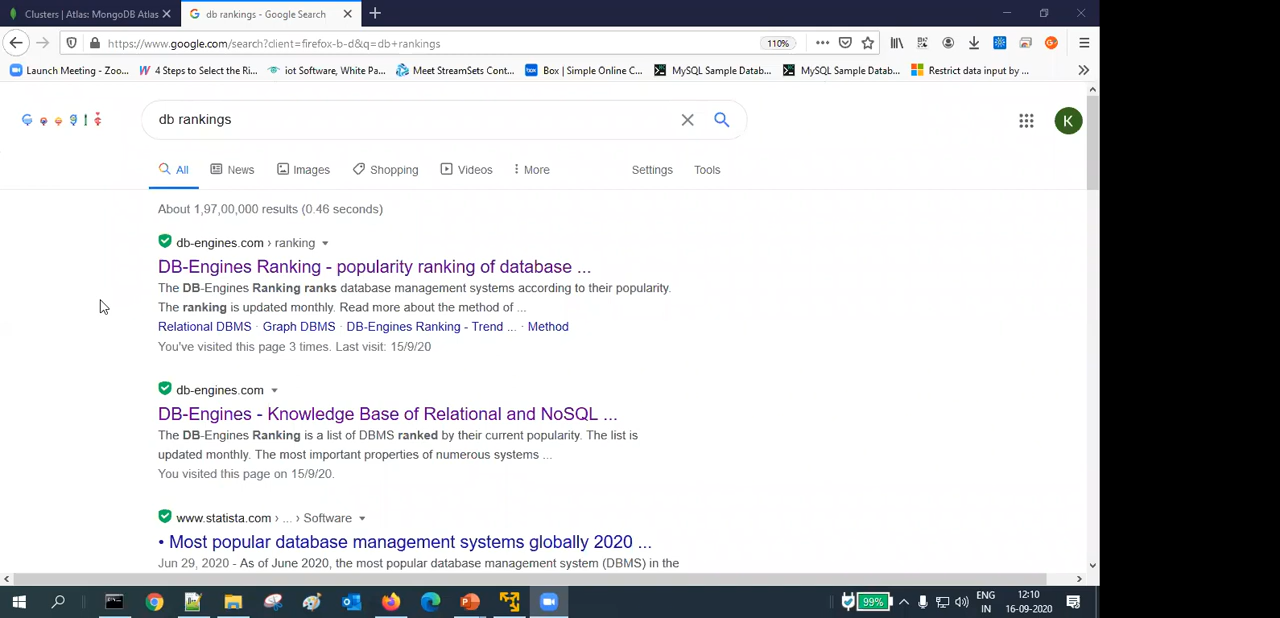 Clusters | Atlas: MongoDB Atlas
db rankings - Google Search
https://www.google.com/search?client=firefox-b-d&q=db+rankings
110%
Launch Meeting - Zoo...
4 Steps to Select the Ri...
iot Software, White Pa...
Meet StreamSets Cont...
Box | Simple Online C...
MySQL Sample Datab...
MySQL Sample Datab...
Restrict data input by ...
db rankings
K
All
News
Images
Shopping
Videos
More
Settings
Tools
About 1,97,00,000 results (0.46 seconds)
db-engines.com › ranking
DB-Engines Ranking - popularity ranking of database ...
The DB-Engines Ranking ranks database management systems according to their popularity.
The ranking is updated monthly. Read more about the method of ...
Relational DBMS · Graph DBMS · DB-Engines Ranking - Trend ... · Method
You've visited this page 3 times. Last visit: 15/9/20
db-engines.com
DB-Engines - Knowledge Base of Relational and NoSQL ...
The DB-Engines Ranking is a list of DBMS ranked by their current popularity. The list is
updated monthly. The most important properties of numerous systems ...
You visited this page on 15/9/20.
www.statista.com › ... › Software
• Most popular database management systems globally 2020 ...
Jun 29, 2020 - As of June 2020, the most popular database management system (DBMS) in the
99%
ENG
IN
12:10
16-09-2020